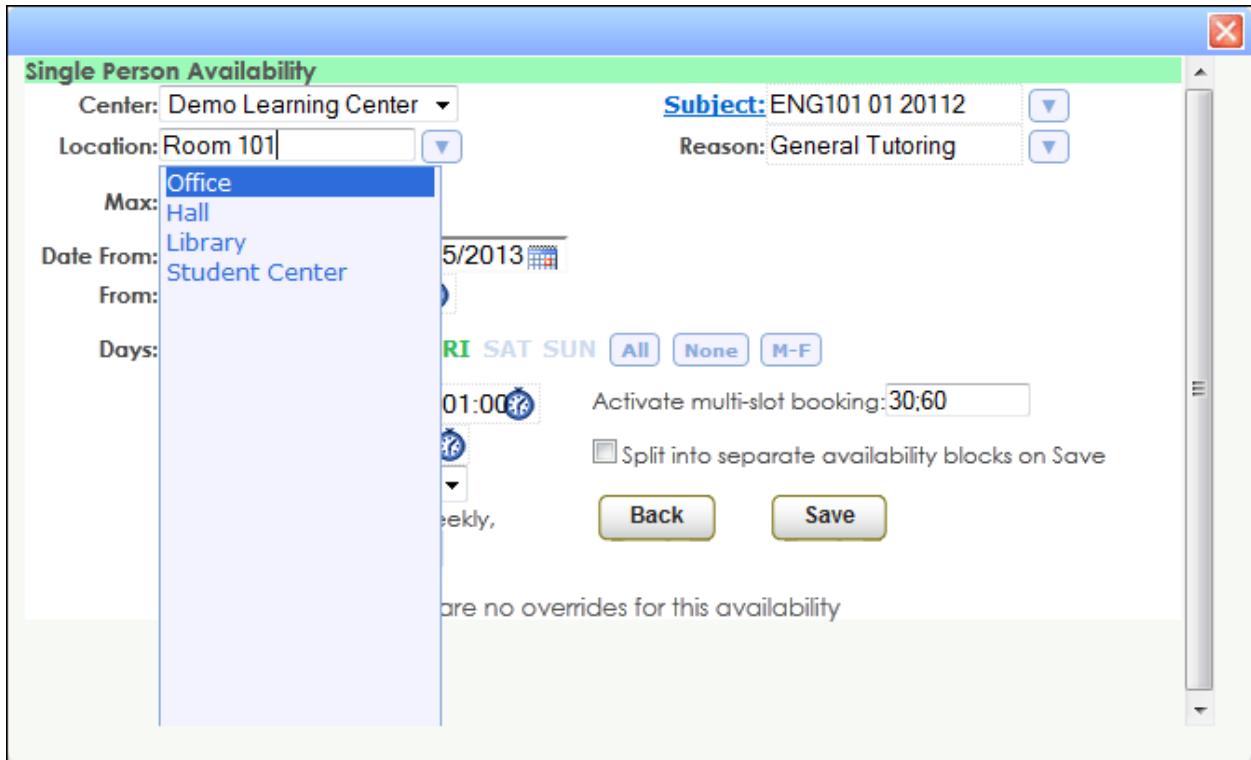 Single Person Availability
Center: Demo Learning Center Subject: ENG101 01 20112
Location: Room 101 Reason: General Tutoring
Office
Max:
Hall
Library
Date From: 5/2013
Student Center
From:
Days: RI SAT SUN All None M-F
01:00 Activate multi-slot booking: 30;60
Split into separate availability blocks on Save
eekly, Back Save
are no overrides for this availability